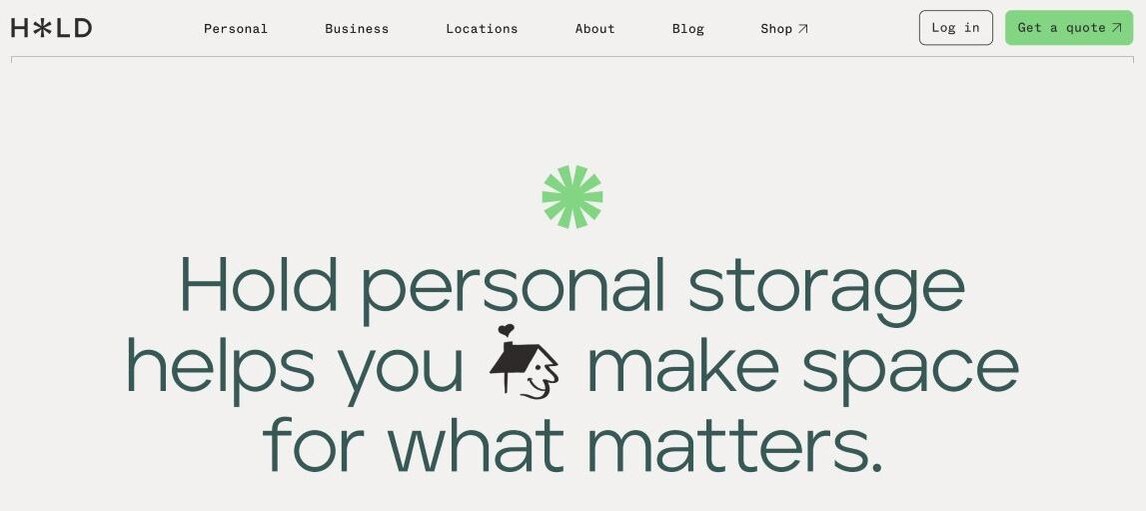 H*LD
Personal
Business
Locations
About
Blog
Shop ↗
Log in
Get a quote ↗
Hold personal storage
helps you make space
for what matters.